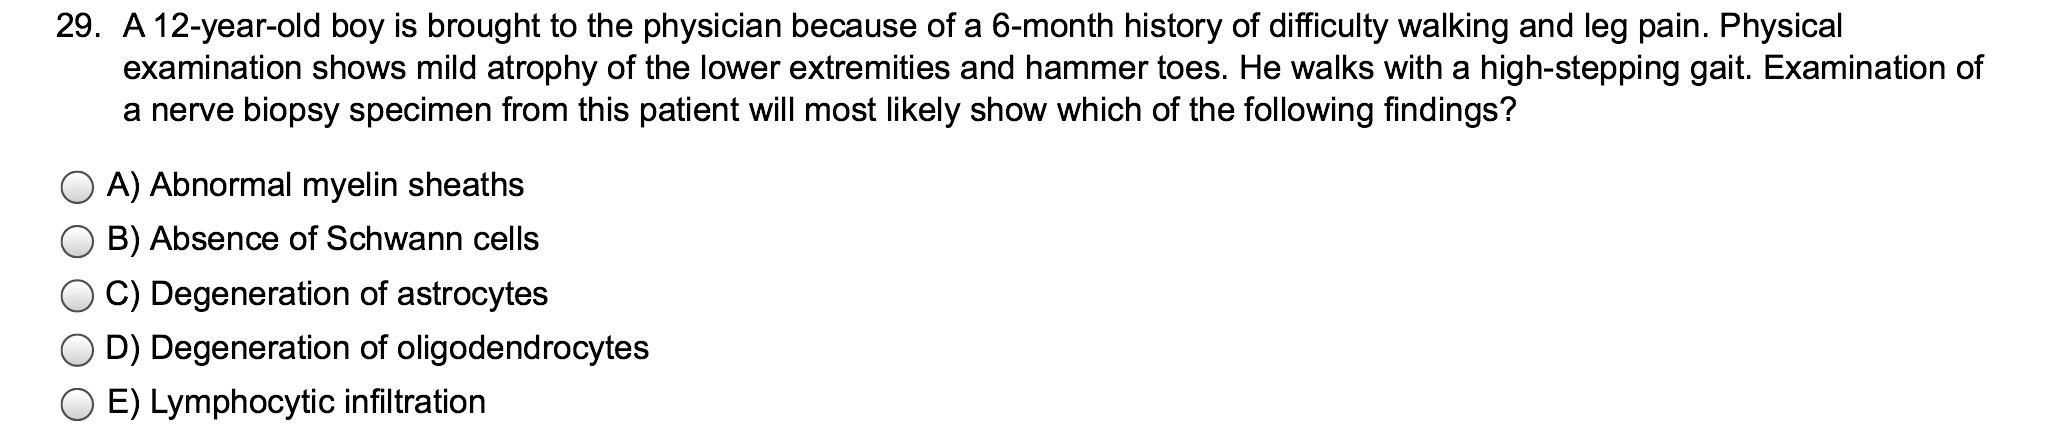 29. A 12-year-old boy is brought to the physician because of a 6-month history of difficulty walking and leg pain. Physical
examination shows mild atrophy of the lower extremities and hammer toes. He walks with a high-stepping gait. Examination of
a nerve biopsy specimen from this patient will most likely show which of the following findings?
A) Abnormal myelin sheaths
B) Absence of Schwann cells
C) Degeneration of astrocytes
D) Degeneration of oligodendrocytes
E) Lymphocytic infiltration